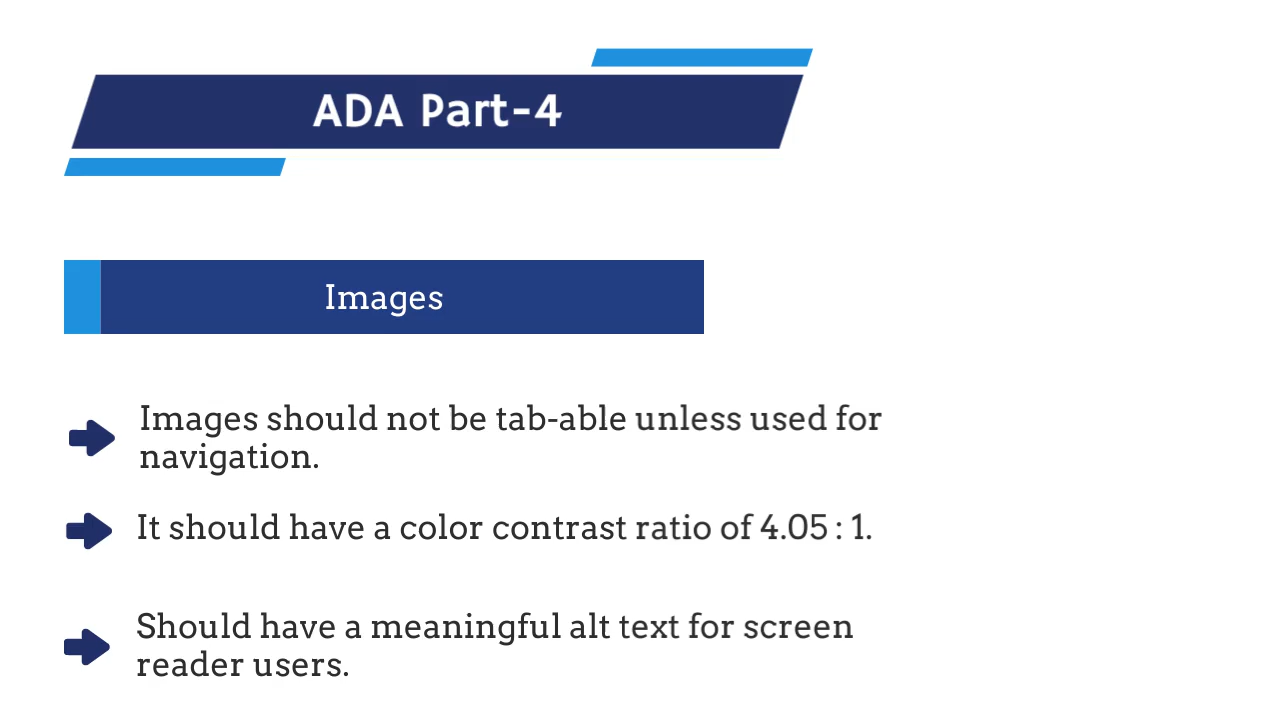 ADA Part-4
Images
Images should not be tab-able unless used for
navigation.
It should have a color contrast ratio of 4.05 : 1.
Should have a meaningful alt text for screen
reader users.